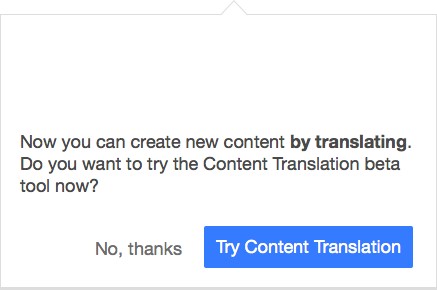 Now you can create new content by translating.
Do you want to try the Content Translation beta
tool now?
No, thanks
Try Content Translation